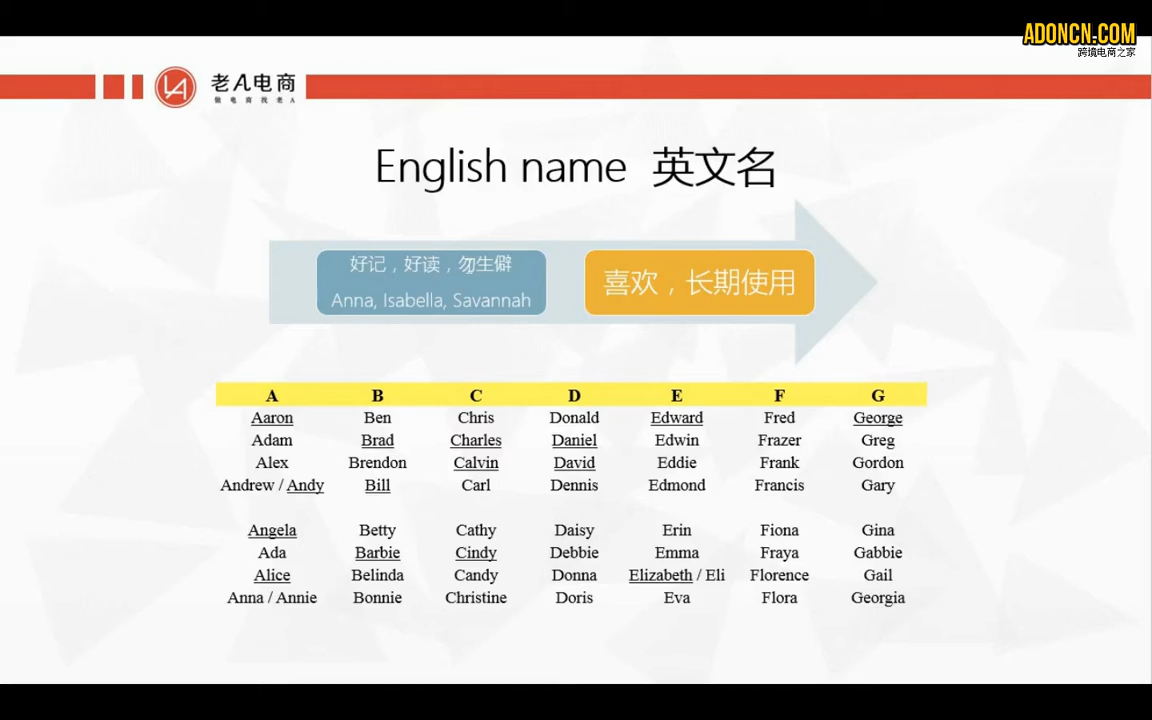 ADONCN.COM
跨境电商之家
老A电商
做电商找老A
English name 英文名
好记，好读，勿生僻
Anna, Isabella, Savannah
喜欢，长期使用
A B C D E F G
Aaron Ben Chris Donald Edward Fred George
Adam Brad Charles Daniel Edwin Frazer Greg
Alex Brendon Calvin David Eddie Frank Gordon
Andrew / Andy Bill Carl Dennis Edmond Francis Gary
Angela Betty Cathy Daisy Erin Fiona Gina
Ada Barbie Cindy Debbie Emma Fraya Gabbie
Alice Belinda Candy Donna Elizabeth / Eli Florence Gail
Anna / Annie Bonnie Christine Doris Eva Flora Georgia